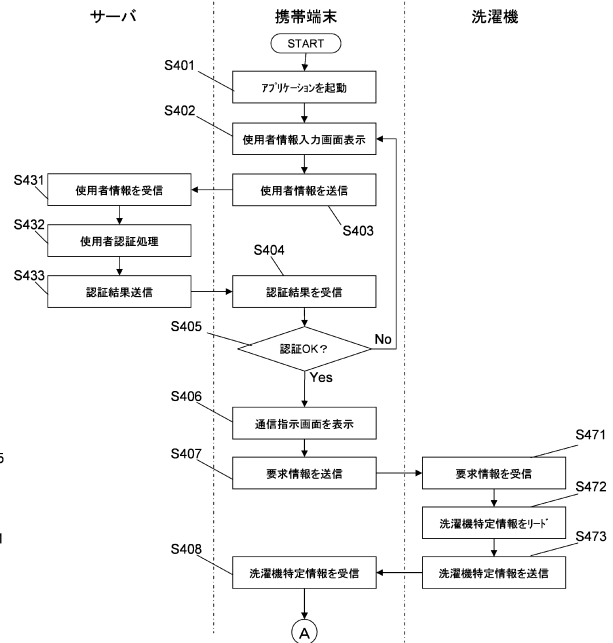 サーバ 携帯端末 洗濯機
START
S401
アプリケーションを起動
S402
使用者情報入力画面表示
S431
使用者情報を受信
使用者情報を送信
S403
S432
使用者認証処理
S433
認証結果送信
S404
認証結果を受信
S405
認証OK?
No
Yes
S406
通信指示画面を表示
S407
要求情報を送信
S471
要求情報を受信
S472
洗濯機特定情報をリード
S473
洗濯機特定情報を送信
S408
洗濯機特定情報を受信
A